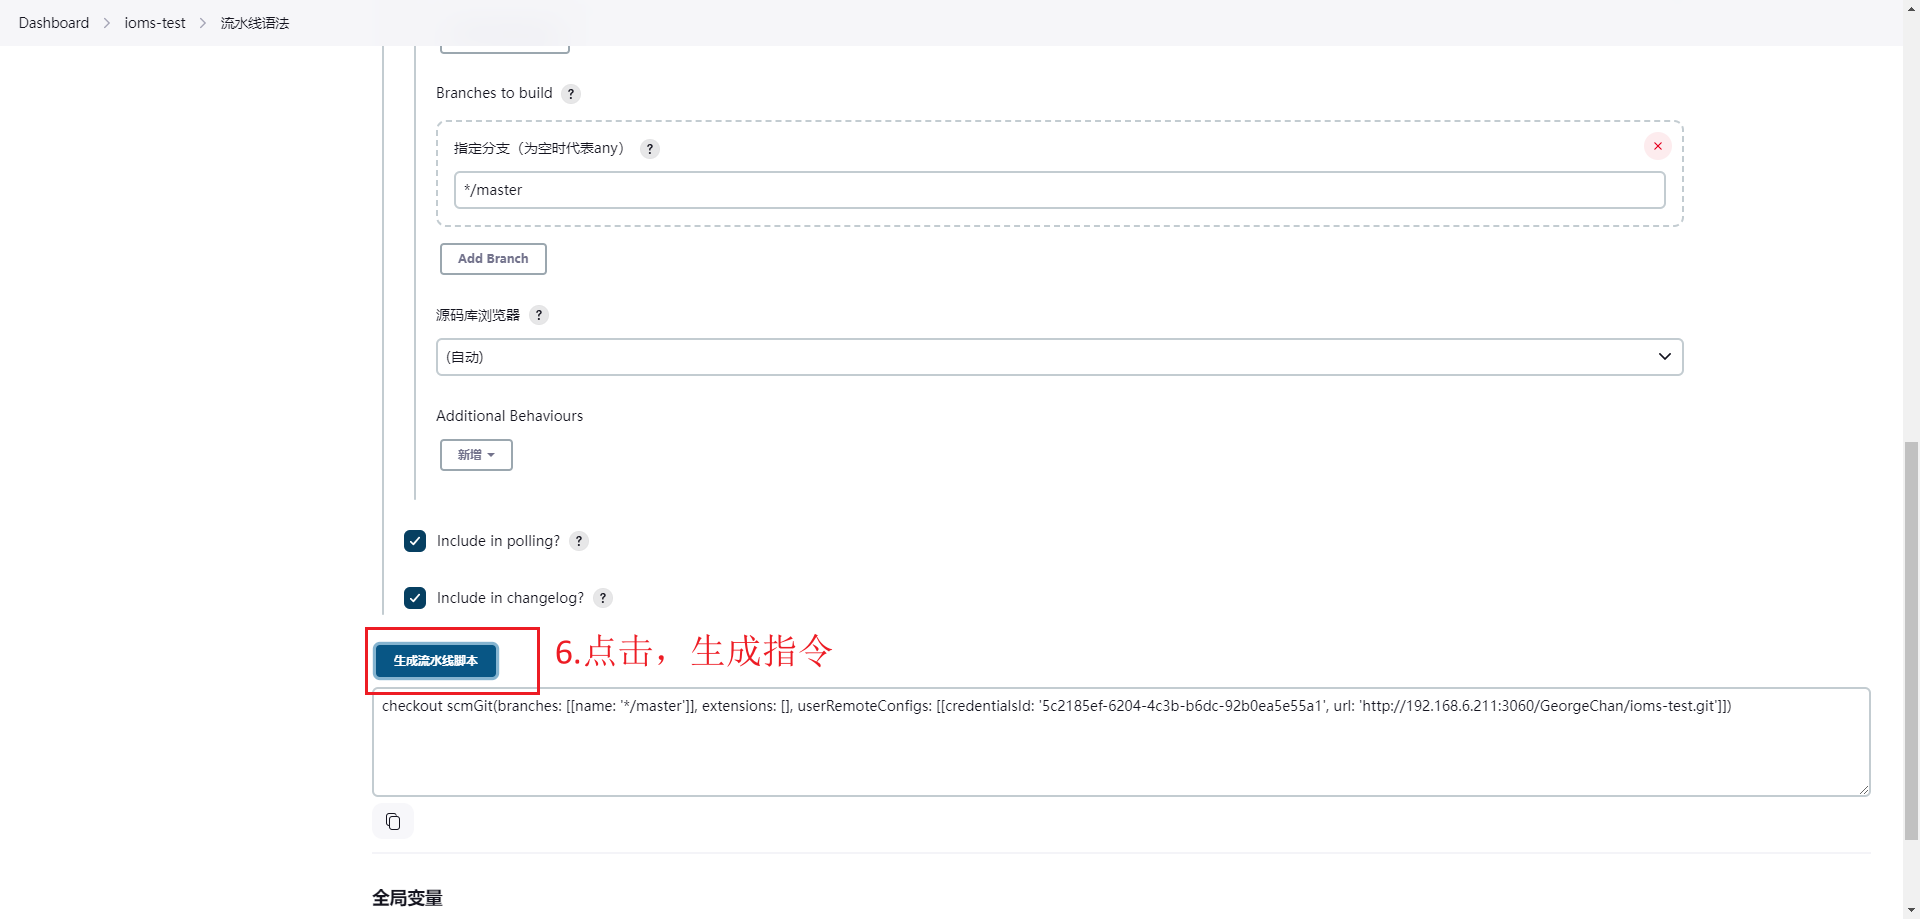 Dashboard > ioms-test > 流水线语法
Branches to build ?
指定分支（为空时代表any） ?
*/master
Add Branch
源码库浏览器 ?
(自动)
Additional Behaviours
新增
Include in polling? ?
Include in changelog? ?
生成流水线脚本
6.点击，生成指令
checkout scmGit(branches: [[name: '*/master']], extensions: [], userRemoteConfigs: [[credentialsId: '5c2185ef-6204-4c3b-b6dc-92b0ea5e55a1', url: 'http://192.168.6.211:3060/GeorgeChan/ioms-test.git']])
全局变量